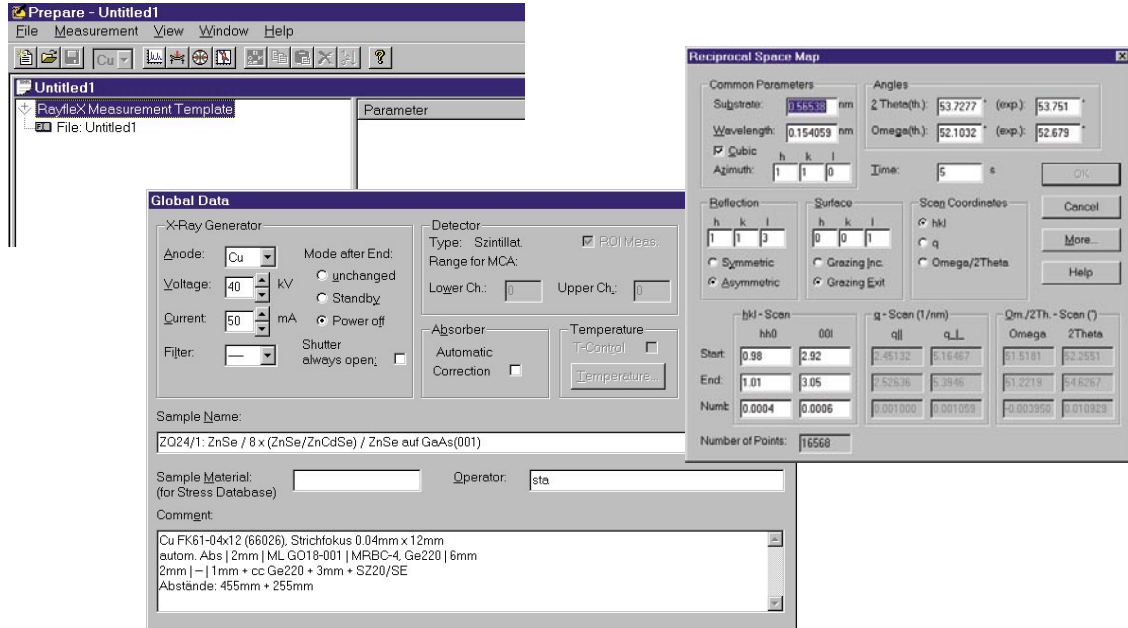 Prepare - Untitled1
File Measurement View Window Help
Cu
Untitled1
RayfleX Measurement Template
File: Untitled1
Parameter
Global Data
X-Ray Generator
Anode: Cu
Voltage: 40 kV
Current: 50 mA
Filter: —
Mode after End:
unchanged
Standby
Power off
Shutter
always open:
Detector
Type: Szintillat. ROI Meas.
Range for MCA:
Lower Ch.: 0 Upper Ch.: 0
Absorber
Automatic
Correction
Temperature
T-Control
Temperature...
Sample Name:
ZQ24/1: ZnSe / 8 x (ZnSe/ZnCdSe) / ZnSe auf GaAs(001)
Sample Material:
(for Stress Database)
Operator: sta
Comment:
Cu FK61-04x12 (66026), Strichfokus 0.04mm x 12mm
autom. Abs | 2mm | ML GO18-001 | MRBC-4, Ge220 | 6mm
2mm | – | 1mm + cc Ge220 + 3mm + SZ20/SE
Abstände: 455mm + 255mm
Reciprocal Space Map
Common Parameters
Substrate: 0.56538 nm
Wavelength: 0.154059 nm
Cubic
h k l
Azimuth: 1 1 0
Angles
2 Theta(th.): 53.7277 ° (exp.): 53.751 °
Omega(th.): 52.1032 ° (exp.): 52.679 °
Time: 5 s
OK
Cancel
More...
Help
Reflection
h k l
1 1 3
Symmetric
Asymmetric
Surface
h k l
0 0 1
Grazing Inc.
Grazing Exit
Scan Coordinates
hkl
q
Omega/2Theta
hkl - Scan q - Scan (1/nm) Om./2Th. - Scan (°)
hh0 00l q|| q_|_ Omega 2Theta
Start: 0.98 2.92 2.45132 5.16467 51.5181 52.2551
End: 1.01 3.05 2.52636 5.3946 51.2219 54.6267
Numb: 0.0004 0.0006 0.001000 0.001059 -0.003950 0.010929
Number of Points: 16568